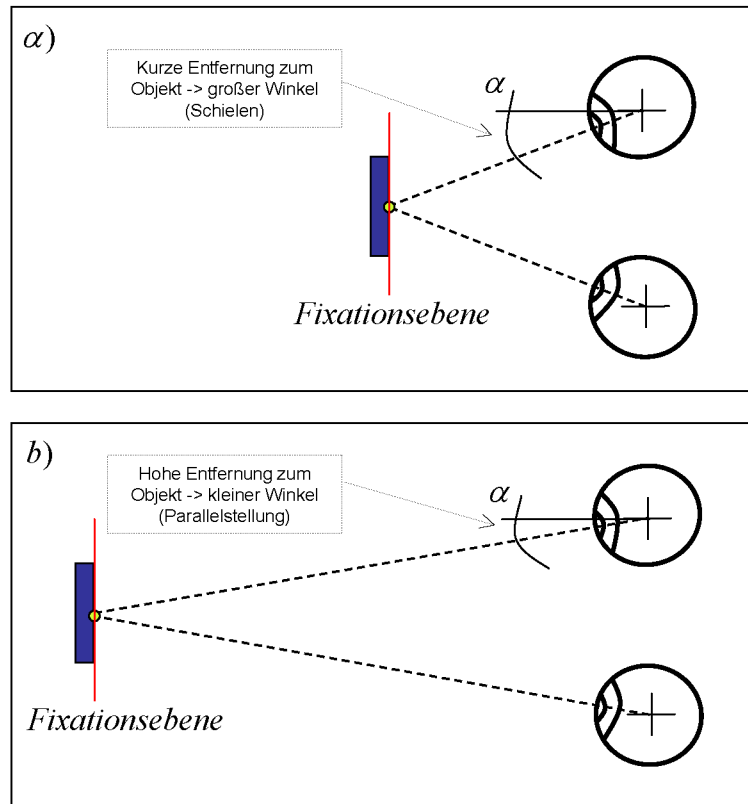 α)
Kurze Entfernung zum
Objekt -> großer Winkel
(Schielen)
α
Fixationsebene
b)
Hohe Entfernung zum
Objekt -> kleiner Winkel
(Parallelstellung)
α
Fixationsebene